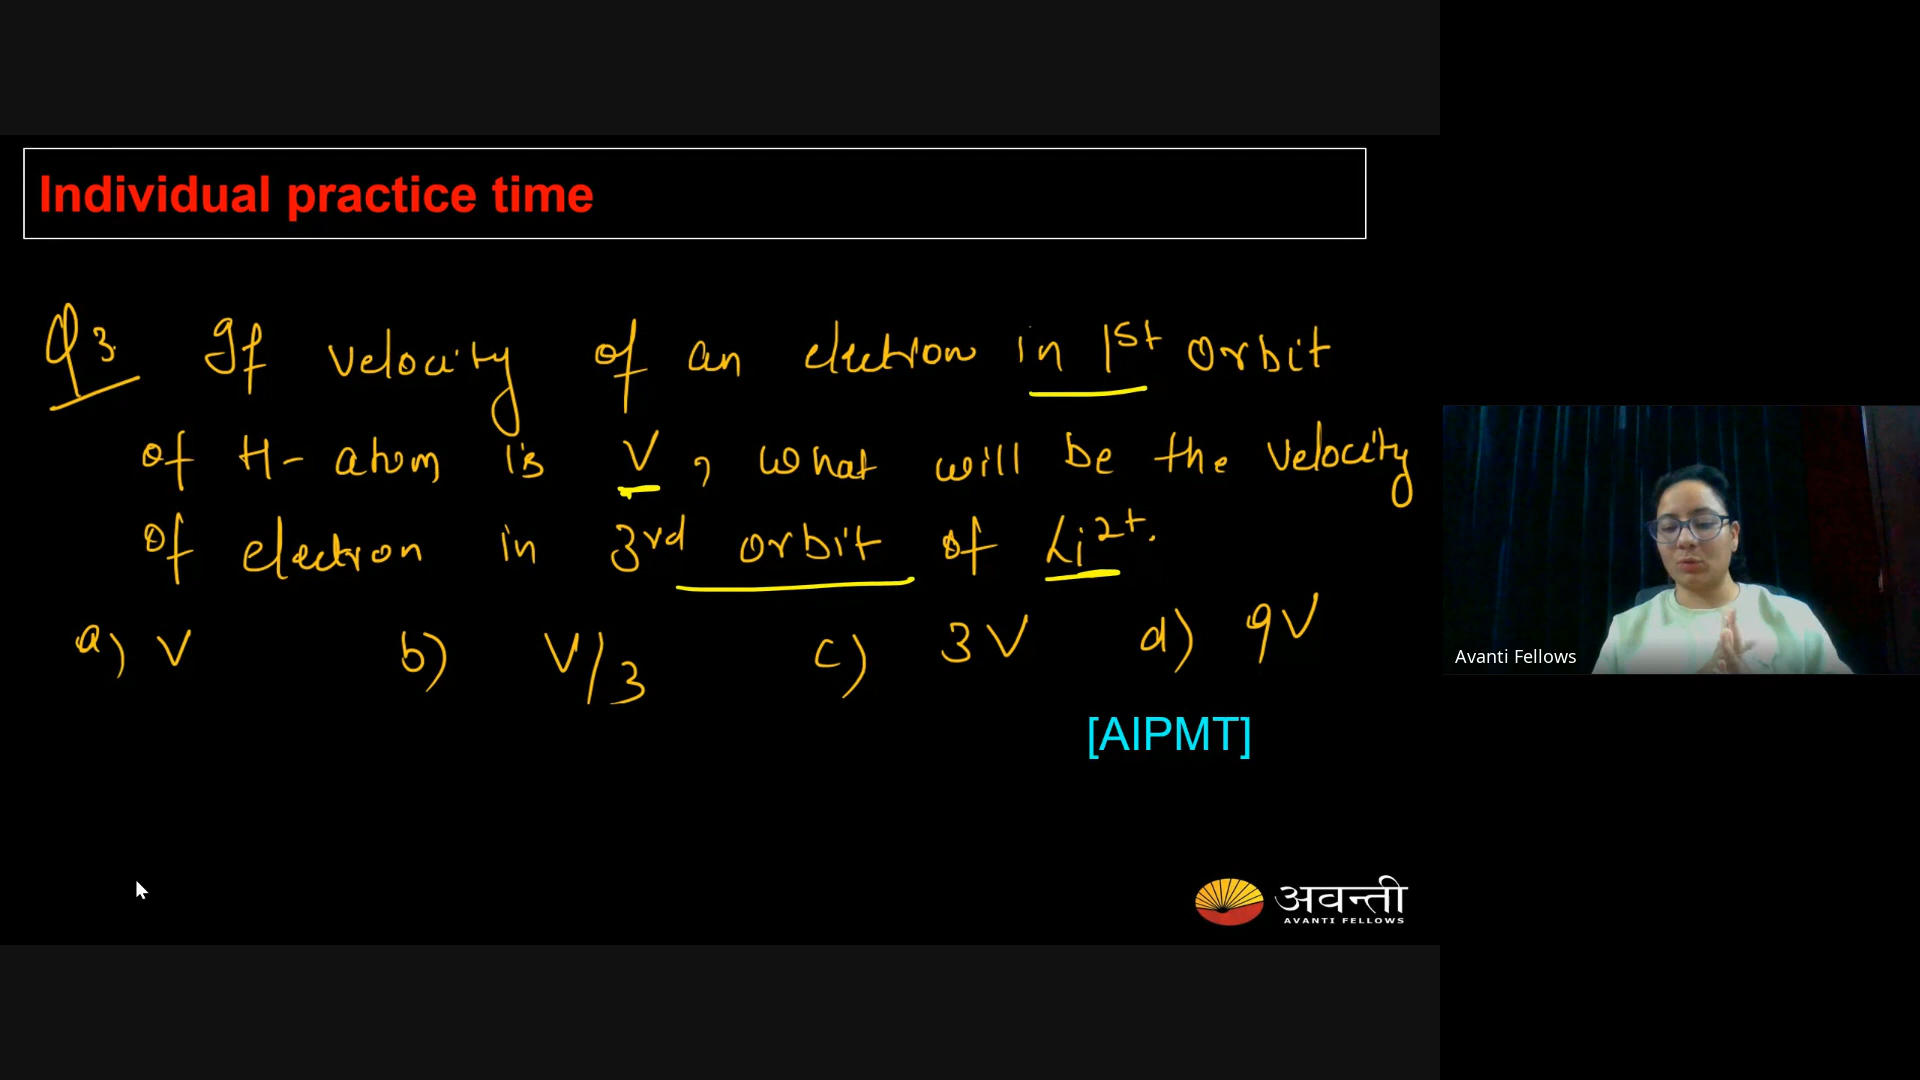 Individual practice time
Q3 If velocity of an electron in 1st orbit
of H- atom is V, what will be the velocity
of electron in 3rd orbit of Li2+.
a) V b) V/3 c) 3V d) 9V
[AIPMT]
Avanti Fellows
अवन्ती
AVANTI FELLOWS